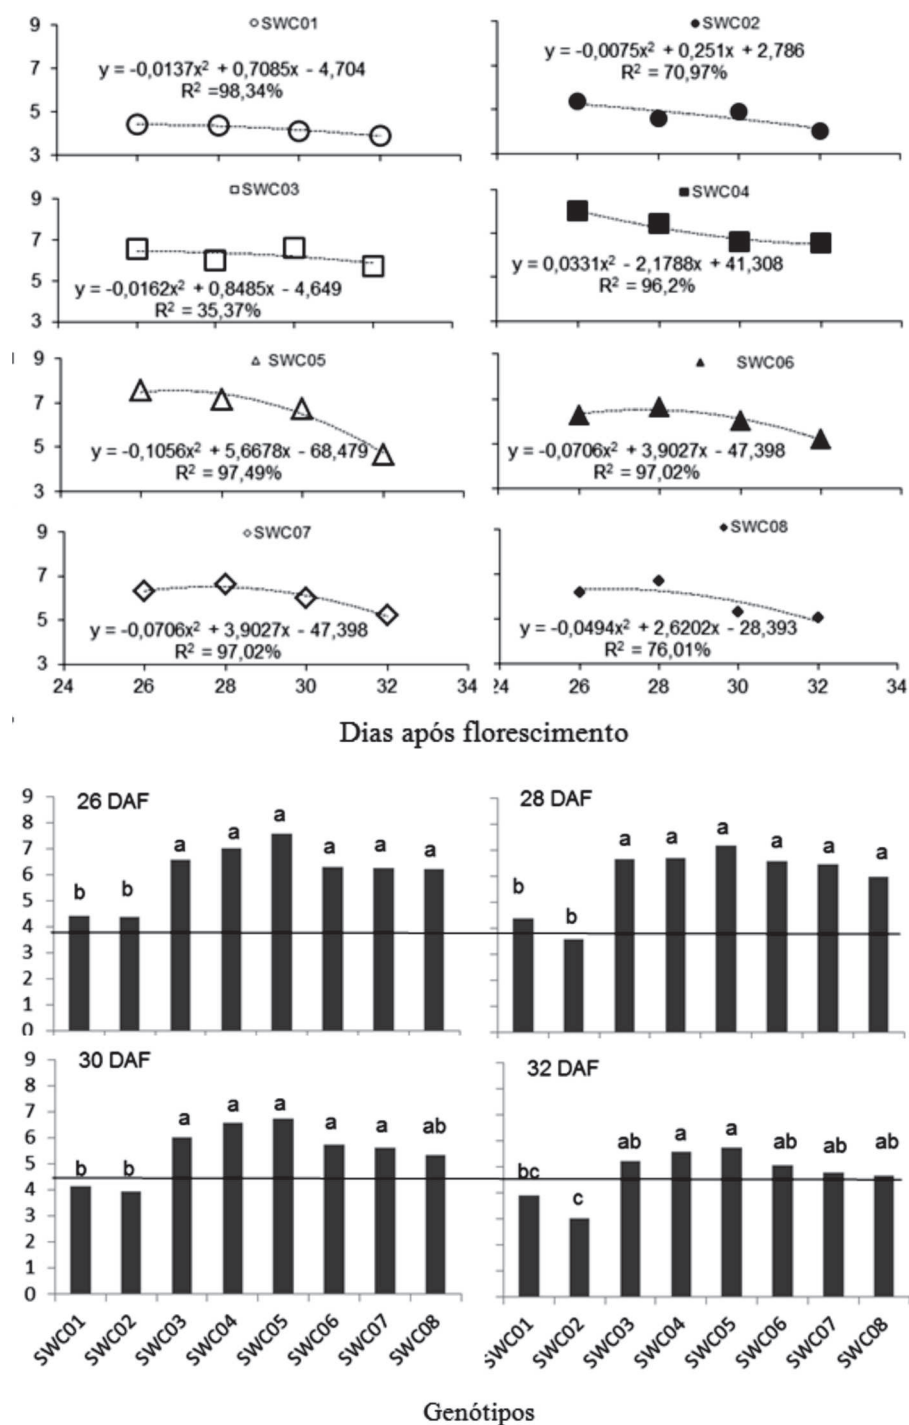 SWC01
SWC02
9
7
5
3
y = -0,0137x² + 0,7085x - 4,704
R² =98,34%
y = -0,0075x² + 0,251x + 2,786
R² = 70,97%
SWC03
SWC04
9
7
5
3
y = -0,0162x² + 0,8485x - 4,649
R² = 35,37%
y = 0,0331x² - 2,1788x + 41,308
R² = 96,2%
SWC05
SWC06
9
7
5
3
y = -0,1056x² + 5,6678x - 68,479
R² = 97,49%
y = -0,0706x² + 3,9027x - 47,398
R² = 97,02%
SWC07
SWC08
9
7
5
3
y = -0,0706x² + 3,9027x - 47,398
R² = 97,02%
y = -0,0494x² + 2,6202x - 28,393
R² = 76,01%
24 26 28 30 32 34
24 26 28 30 32 34
Dias após florescimento
26 DAF
28 DAF
9
8
7
6
5
4
3
2
1
0
b b a a a a a a
b b a a a a a a
30 DAF
32 DAF
9
8
7
6
5
4
3
2
1
0
b b a a a a a ab
bc c ab a a ab ab ab
SWC01 SWC02 SWC03 SWC04 SWC05 SWC06 SWC07 SWC08
SWC01 SWC02 SWC03 SWC04 SWC05 SWC06 SWC07 SWC08
Genótipos